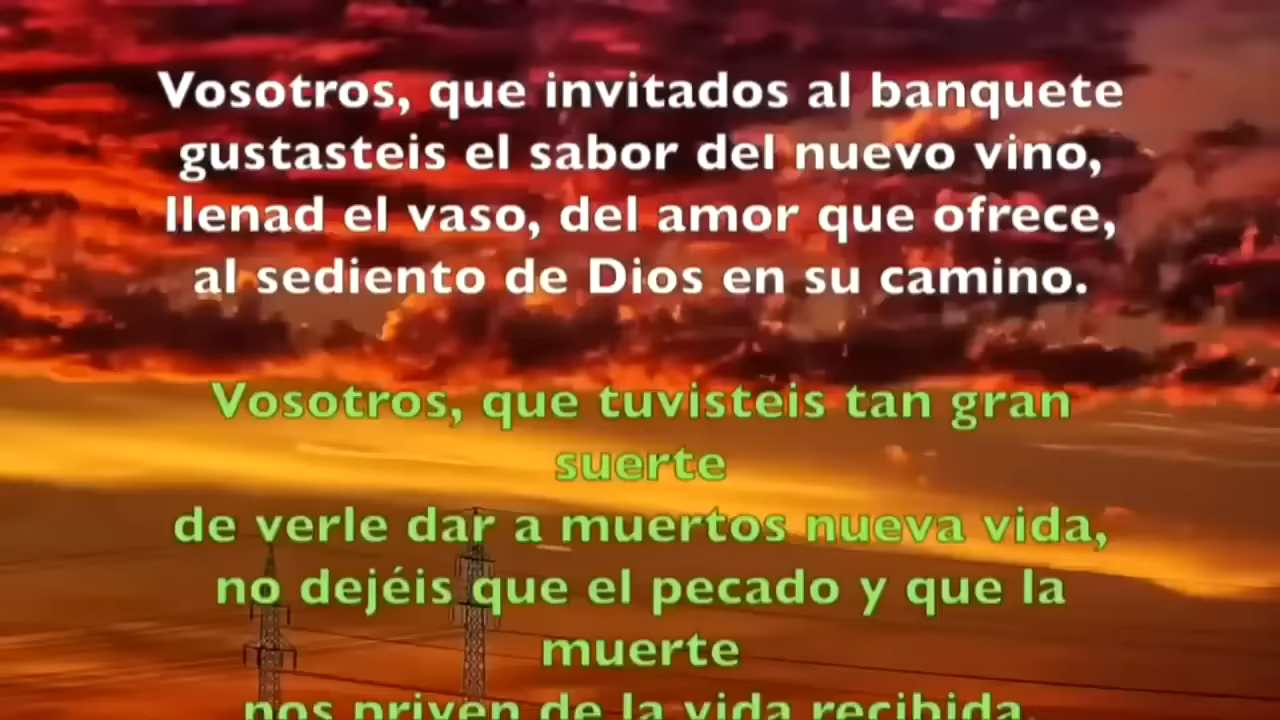 Vosotros, que invitados al banquete
gustasteis el sabor del nuevo vino,
llenad el vaso, del amor que ofrece,
al sediento de Dios en su camino.
Vosotros, que tuvisteis tan gran
suerte
de verle dar a muertos nueva vida,
no dejéis que el pecado y que la
muerte
nos priven de la vida recibida.